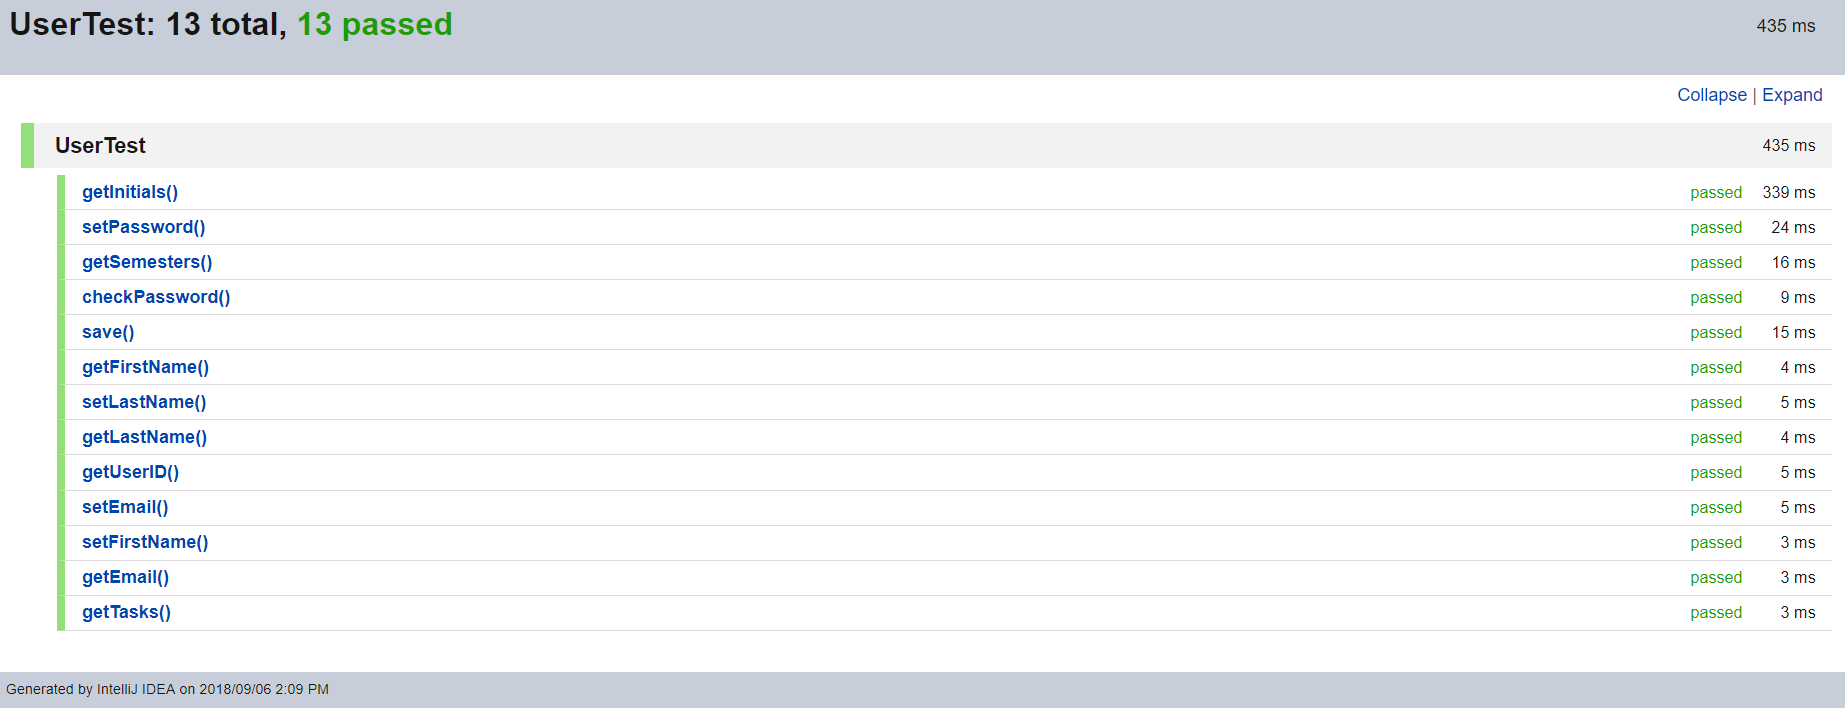 UserTest: 13 total, 13 passed 435 ms
Collapse | Expand
UserTest 435 ms
getInitials() passed 339 ms
setPassword() passed 24 ms
getSemesters() passed 16 ms
checkPassword() passed 9 ms
save() passed 15 ms
getFirstName() passed 4 ms
setLastName() passed 5 ms
getLastName() passed 4 ms
getUserID() passed 5 ms
setEmail() passed 5 ms
setFirstName() passed 3 ms
getEmail() passed 3 ms
getTasks() passed 3 ms
Generated by IntelliJ IDEA on 2018/09/06 2:09 PM